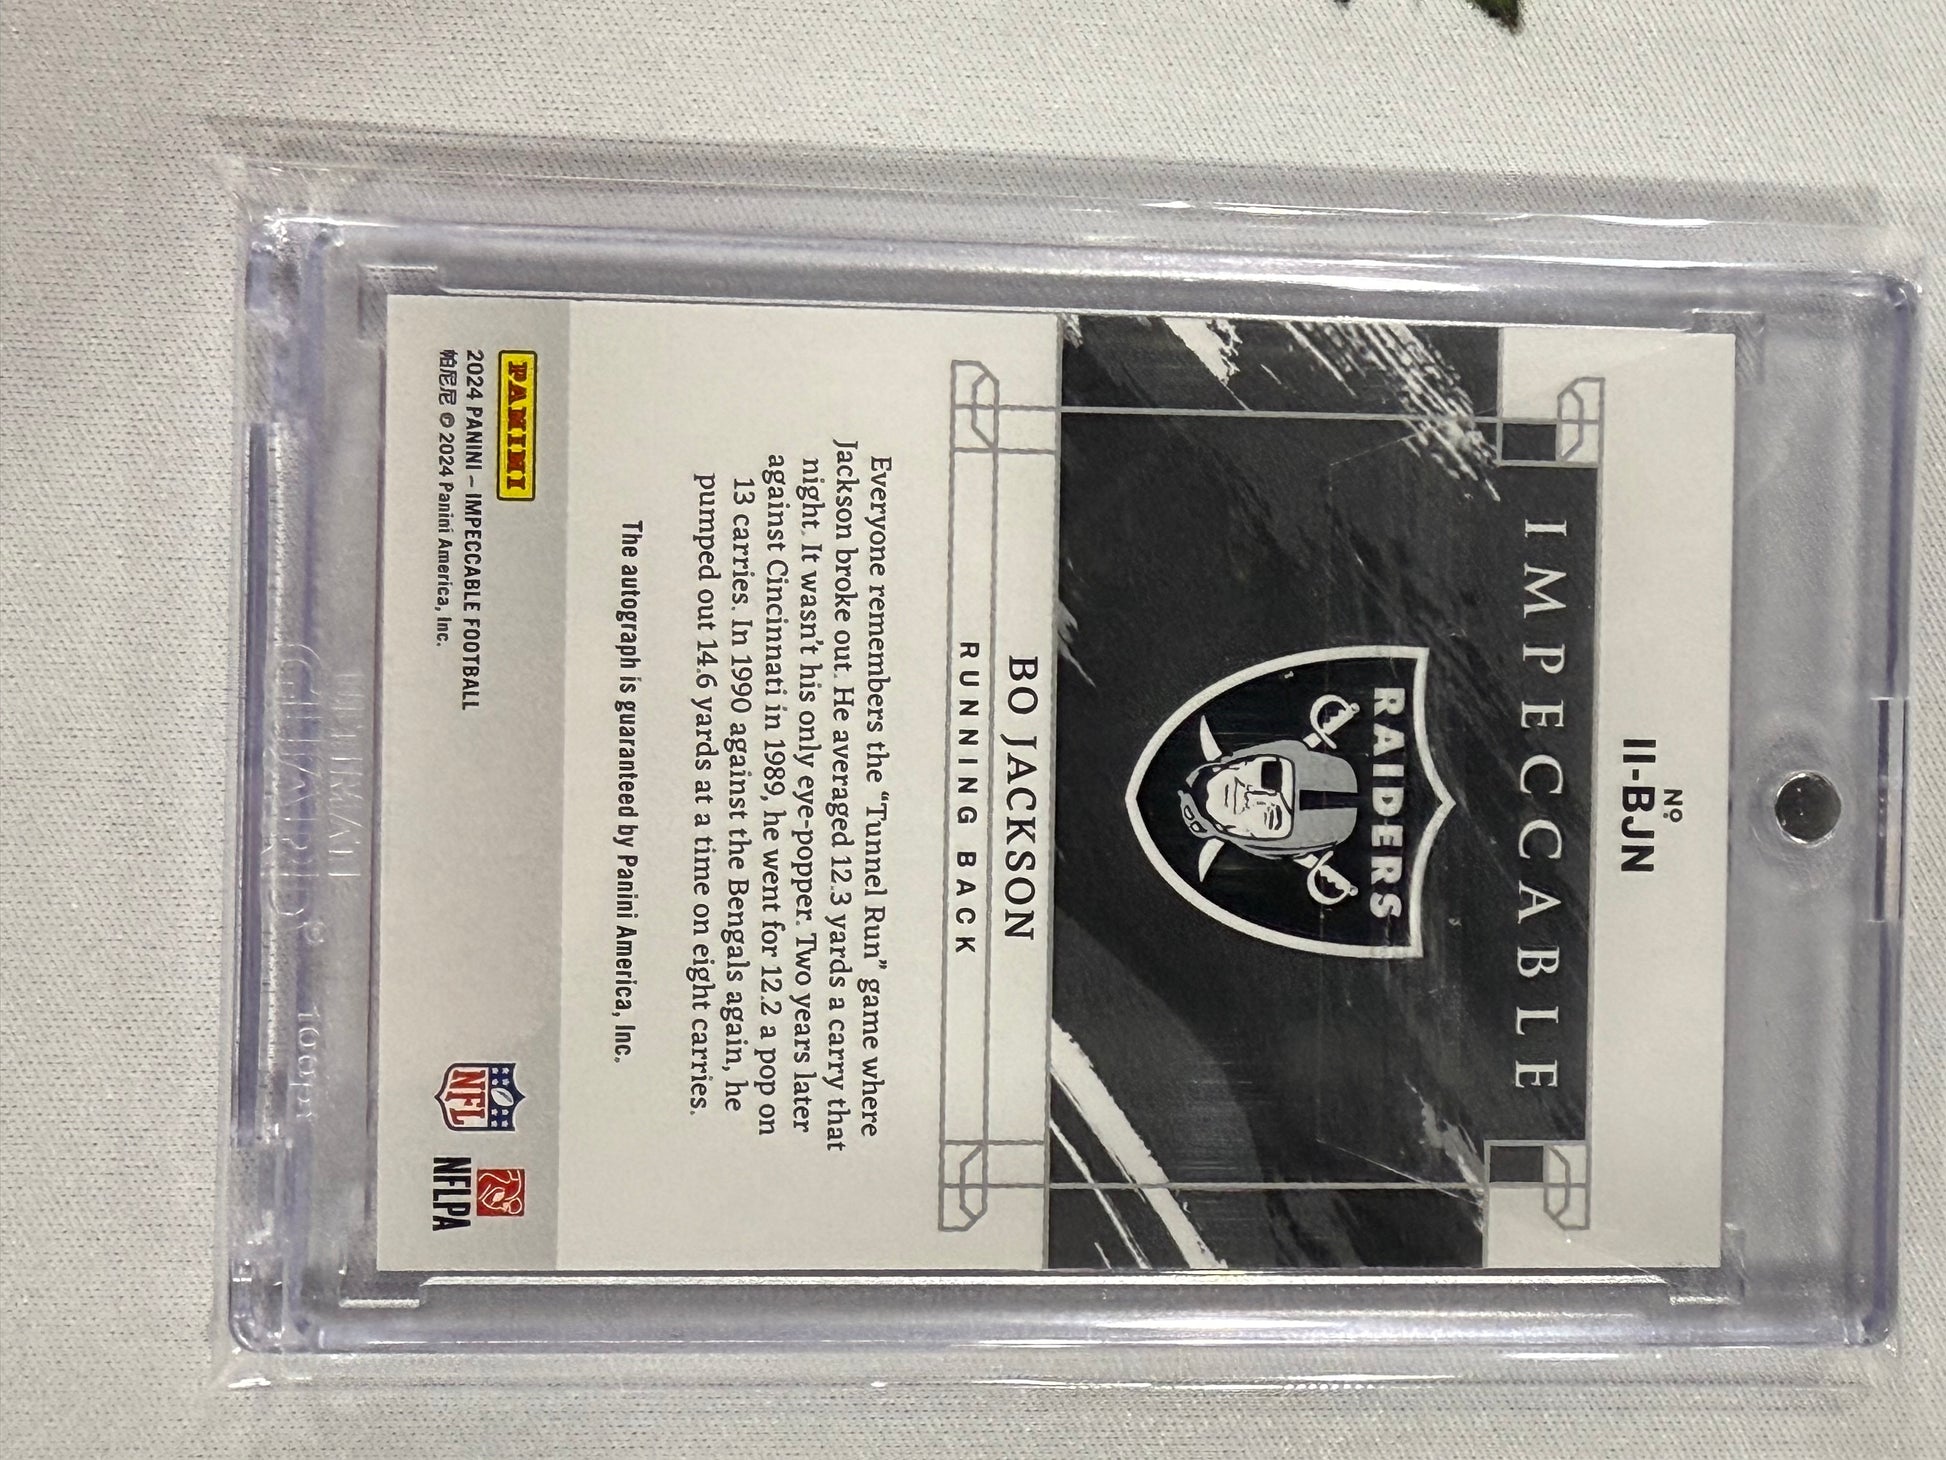 Nº
II-BJN
IMPECCABLE
RAIDERS
BO JACKSON
RUNNING BACK
Everyone remembers the “Tunnel Run” game where
Jackson broke out. He averaged 12.3 yards a carry that
night. It wasn’t his only eye-popper. Two years later
against Cincinnati in 1989, he went for 12.2 a pop on
13 carries. In 1990 against the Bengals again, he
pumped out 14.6 yards at a time on eight carries.
The autograph is guaranteed by Panini America, Inc.
PANINI
2024 PANINI – IMPECCABLE FOOTBALL
帕尼尼 © 2024 Panini America, Inc.
NFL
NFLPA
ULTIMATE
GUARD®